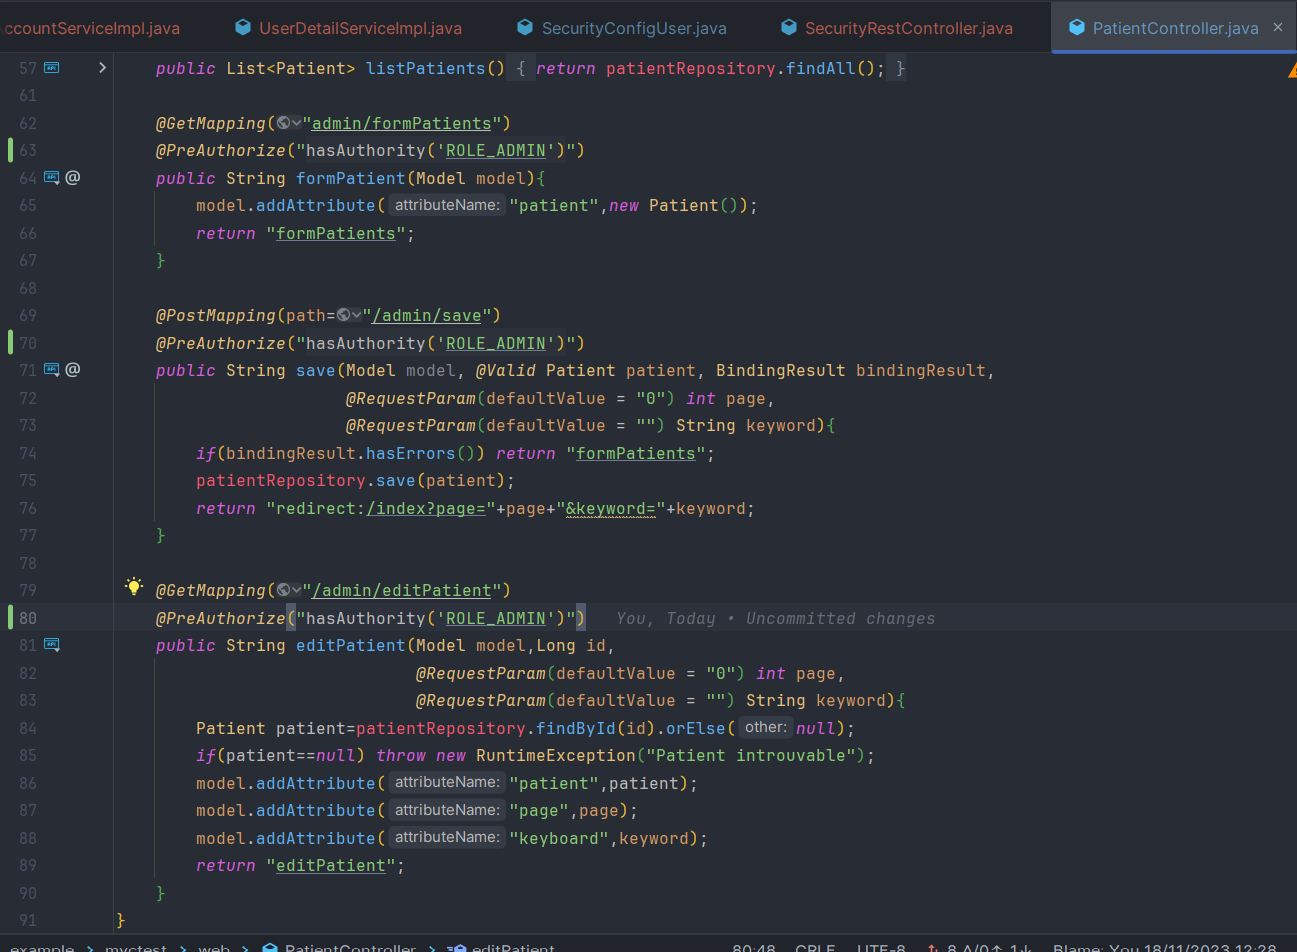 ccountServiceImpl.java UserDetailServiceImpl.java SecurityConfigUser.java SecurityRestController.java PatientController.java ×
57 public List<Patient> listPatients() { return patientRepository.findAll(); }
61
62 @GetMapping("admin/formPatients")
63 @PreAuthorize("hasAuthority('ROLE_ADMIN')")
64 @ public String formPatient(Model model){
65 model.addAttribute( attributeName: "patient",new Patient());
66 return "formPatients";
67 }
68
69 @PostMapping(path="/admin/save")
70 @PreAuthorize("hasAuthority('ROLE_ADMIN')")
71 @ public String save(Model model, @Valid Patient patient, BindingResult bindingResult,
72 @RequestParam(defaultValue = "0") int page,
73 @RequestParam(defaultValue = "") String keyword){
74 if(bindingResult.hasErrors()) return "formPatients";
75 patientRepository.save(patient);
76 return "redirect:/index?page="+page+"&keyword="+keyword;
77 }
78
79 @GetMapping("/admin/editPatient")
80 @PreAuthorize("hasAuthority('ROLE_ADMIN')") You, Today • Uncommitted changes
81 public String editPatient(Model model,Long id,
82 @RequestParam(defaultValue = "0") int page,
83 @RequestParam(defaultValue = "") String keyword){
84 Patient patient=patientRepository.findById(id).orElse( other: null);
85 if(patient==null) throw new RuntimeException("Patient introuvable");
86 model.addAttribute( attributeName: "patient",patient);
87 model.addAttribute( attributeName: "page",page);
88 model.addAttribute( attributeName: "keyboard",keyword);
89 return "editPatient";
90 }
91 }
example > myctest > web > PatientController > editPatient 80:48 CRLF UTF-8 8 Δ/0↑ 1↓ Blame: You 18/11/2023 12:28